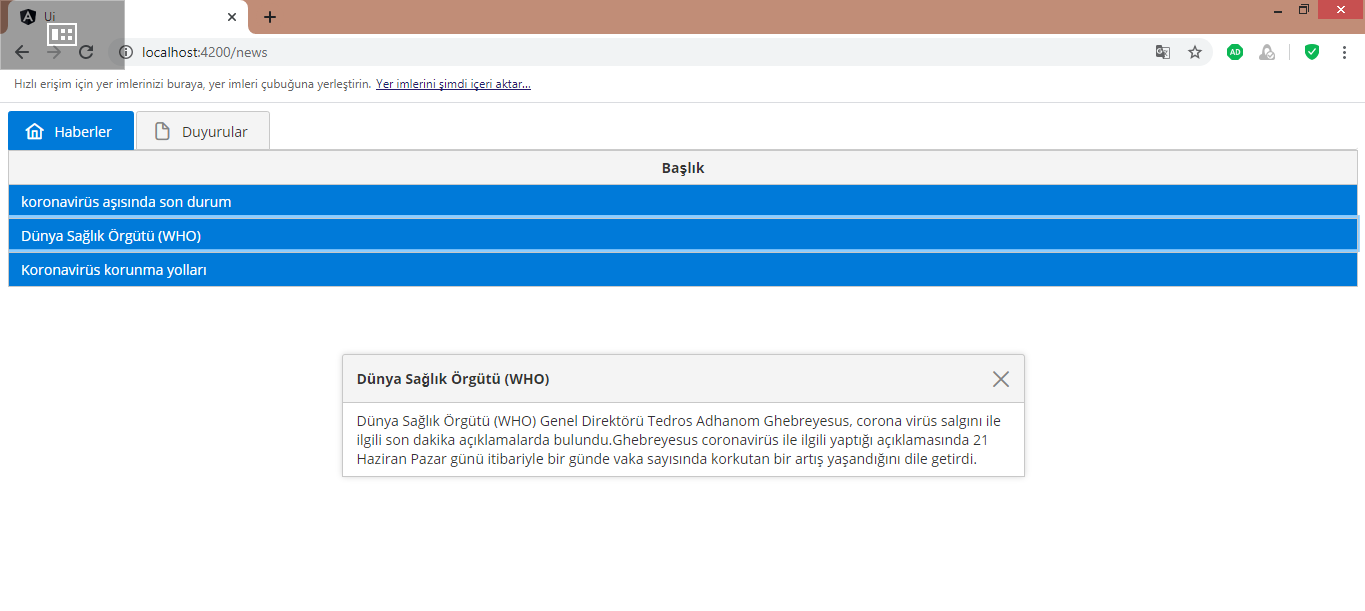 Ui
localhost:4200/news
AD
Hızlı erişim için yer imlerinizi buraya, yer imleri çubuğuna yerleştirin. Yer imlerini şimdi içeri aktar...
Haberler
Duyurular
Başlık
koronavirüs aşısında son durum
Dünya Sağlık Örgütü (WHO)
Koronavirüs korunma yolları
Dünya Sağlık Örgütü (WHO)
Dünya Sağlık Örgütü (WHO) Genel Direktörü Tedros Adhanom Ghebreyesus, corona virüs salgını ile
ilgili son dakika açıklamalarda bulundu.Ghebreyesus coronavirüs ile ilgili yaptığı açıklamasında 21
Haziran Pazar günü itibariyle bir günde vaka sayısında korkutan bir artış yaşandığını dile getirdi.